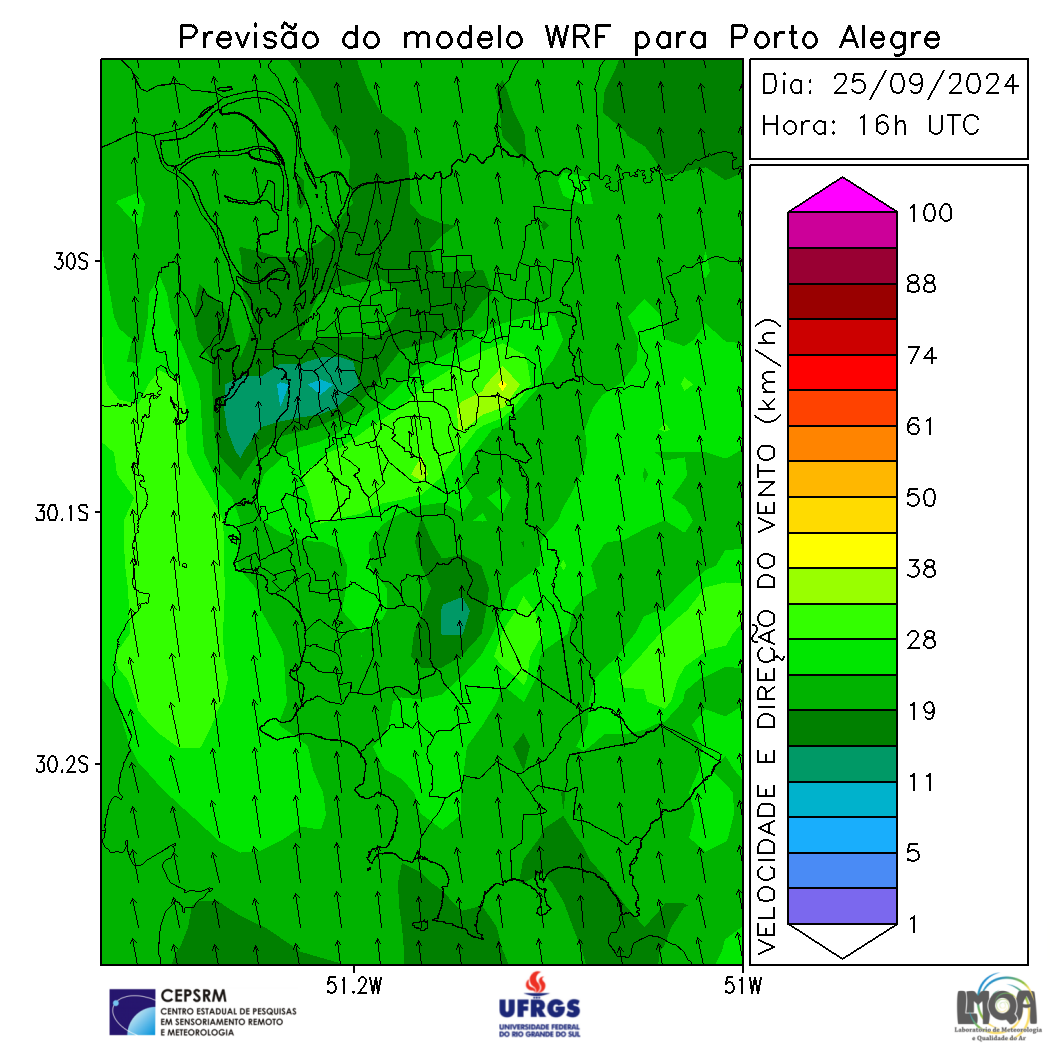 Previsão do modelo WRF para Porto Alegre
Dia: 25/09/2024
Hora: 16h UTC
30S
30.1S
30.2S
51.2W
51W
VELOCIDADE E DIREÇÃO DO VENTO (km/h)
100
88
74
61
50
38
28
19
11
5
1
CEPSRM
CENTRO ESTADUAL DE PESQUISAS
EM SENSORIAMENTO REMOTO
E METEOROLOGIA
UFRGS
UNIVERSIDADE FEDERAL
DO RIO GRANDE DO SUL
LMQA
Laboratório de Meteorologia
e Qualidade do Ar